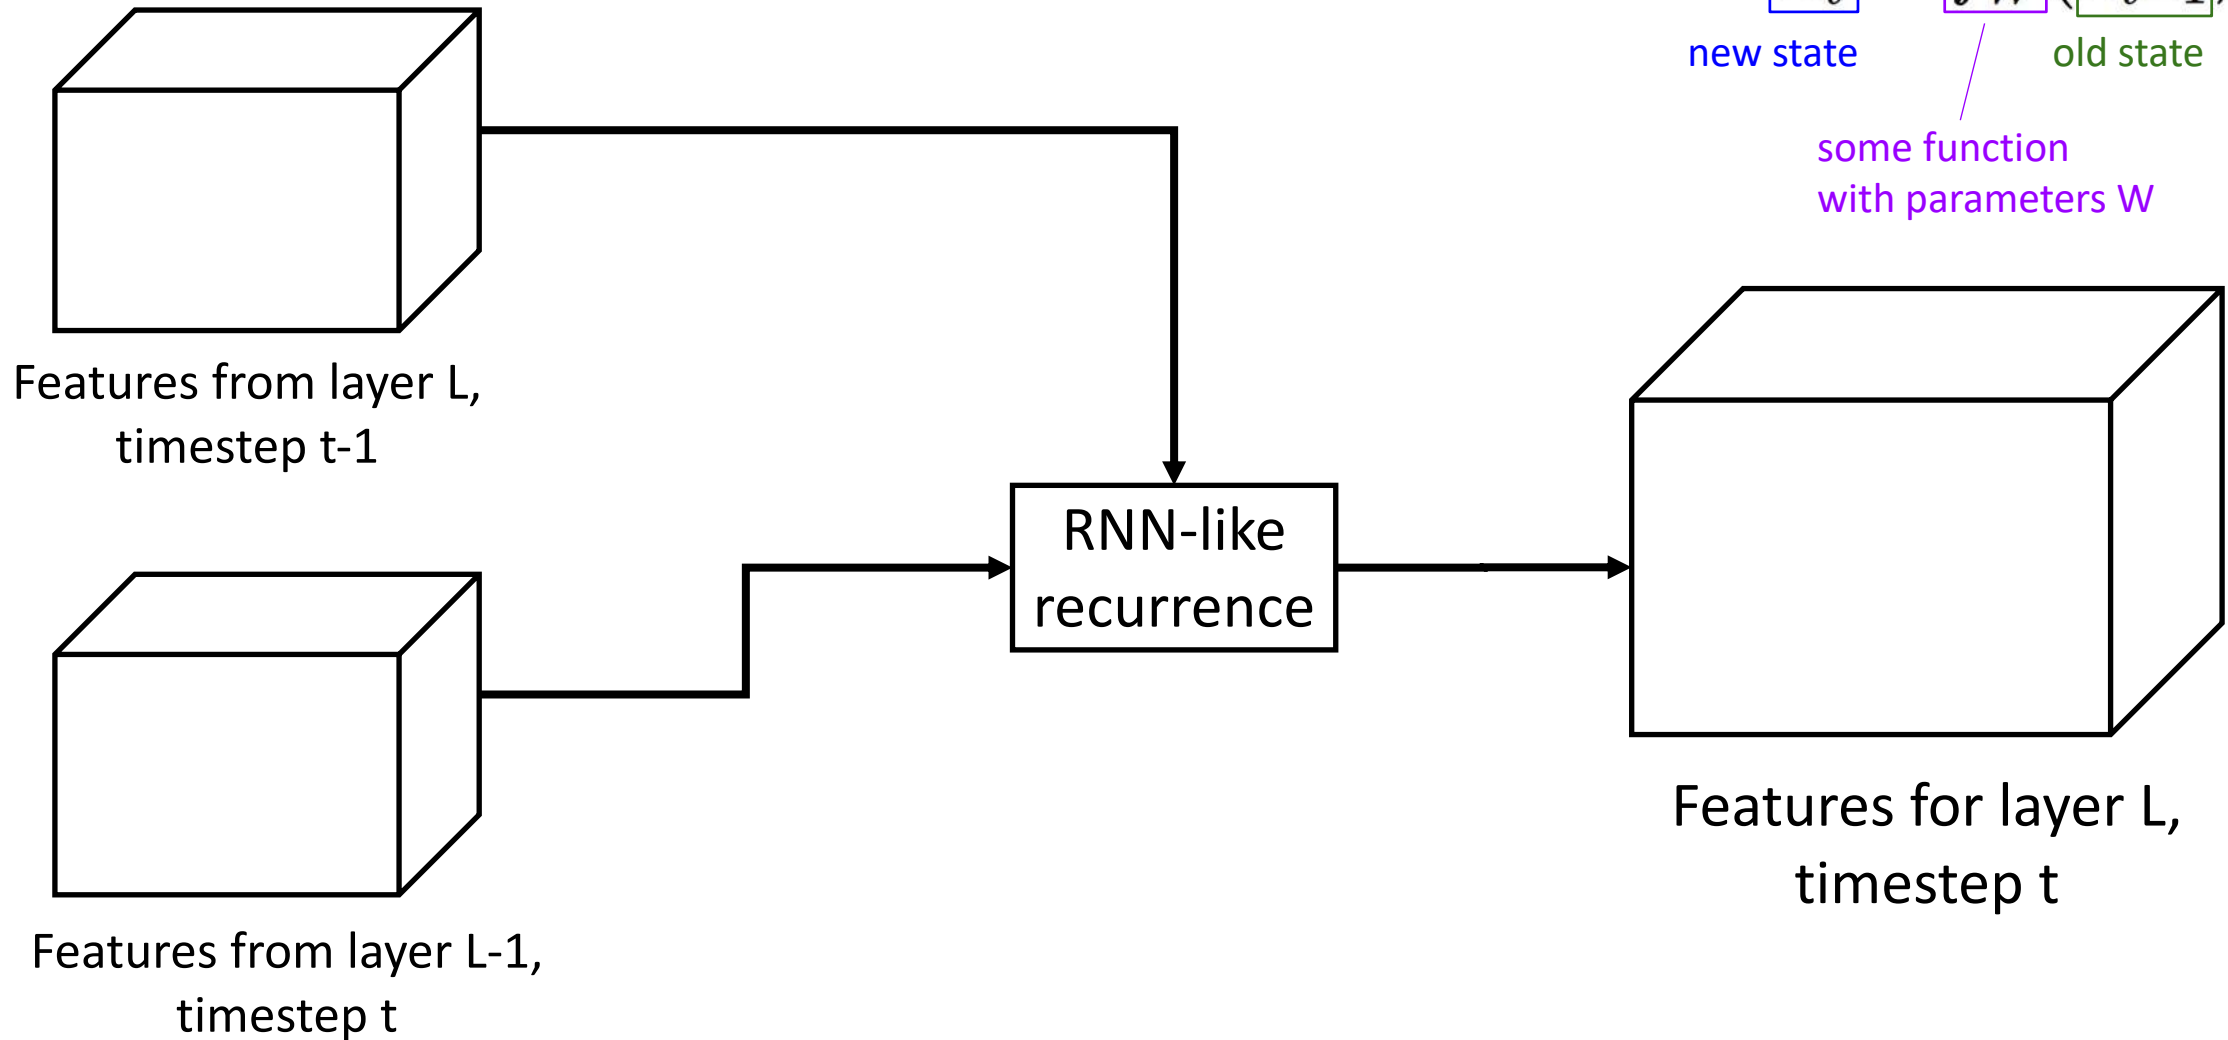 new state
old state
some function
with parameters W
Features from layer L,
timestep t-1
RNN-like
recurrence
Features for layer L,
timestep t
Features from layer L-1,
timestep t